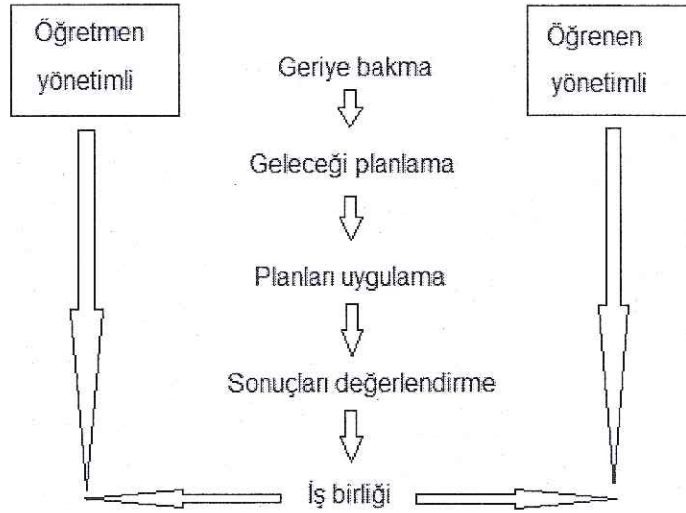 Öğretmen
yönetimli
Öğrenen
yönetimli
Geriye bakma
Geleceği planlama
Planları uygulama
Sonuçları değerlendirme
İş birliği